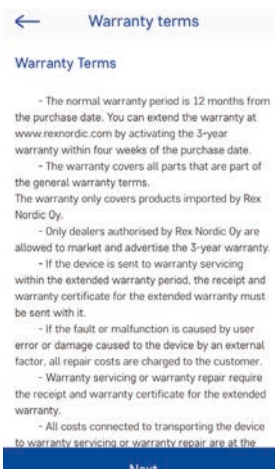 ← Warranty terms
Warranty Terms
- The normal warranty period is 12 months from
the purchase date. You can extend the warranty at
www.rexnordic.com by activating the 3-year
warranty within four weeks of the purchase date.
- The warranty covers all parts that are part of
the general warranty terms.
The warranty only covers products imported by Rex
Nordic Oy.
- Only dealers authorised by Rex Nordic Oy are
allowed to market and advertise the 3-year warranty.
- If the device is sent to warranty servicing
within the extended warranty period, the receipt and
warranty certificate for the extended warranty must
be sent with it.
- If the fault or malfunction is caused by user
error or damage caused to the device by an external
factor, all repair costs are charged to the customer.
- Warranty servicing or warranty repair require
the receipt and warranty certificate for the extended
warranty.
- All costs connected to transporting the device
to warranty servicing or warranty repair are at the
Next